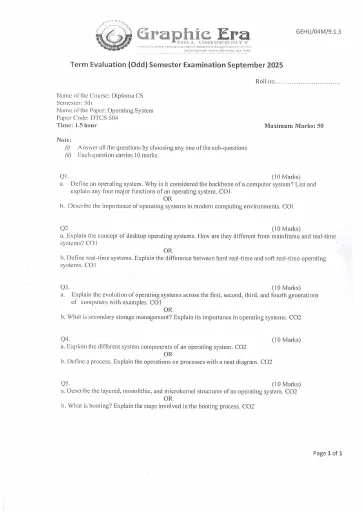 GEHU/04M/9.1.3
Graphic Era
HILL UNIVERSITY
Term Evaluation (Odd) Semester Examination September 2025
Roll no..............................
Name of the Course: Diploma CS
Semester: 5th
Name of the Paper: Operating System
Paper Code: DTCS 504
Time: 1.5 hour Maximum Marks: 50
Note:
(i) Answer all the questions by choosing any one of the sub-questions
(ii) Each question carries 10 marks.
Q1. (10 Marks)
a. Define an operating system. Why is it considered the backbone of a computer system? List and
explain any four major functions of an operating system. CO1
OR
b. Describe the importance of operating systems in modern computing environments. CO1
Q2. (10 Marks)
a. Explain the concept of desktop operating systems. How are they different from mainframe and real-time
systems? CO1
OR
b. Define real-time systems. Explain the difference between hard real-time and soft real-time operating
systems. CO1
Q3. (10 Marks)
a. Explain the evolution of operating systems across the first, second, third, and fourth generations
of computers with examples. CO1
OR
b. What is secondary storage management? Explain its importance in operating systems. CO2
Q4. (10 Marks)
a. Explain the different system components of an operating system. CO2
OR
b. Define a process. Explain the operations on processes with a neat diagram. CO2
Q5. (10 Marks)
a. Describe the layered, monolithic, and microkernel structures of an operating system. CO2
OR
b. What is booting? Explain the steps involved in the booting process. CO2
Page 1 of 1